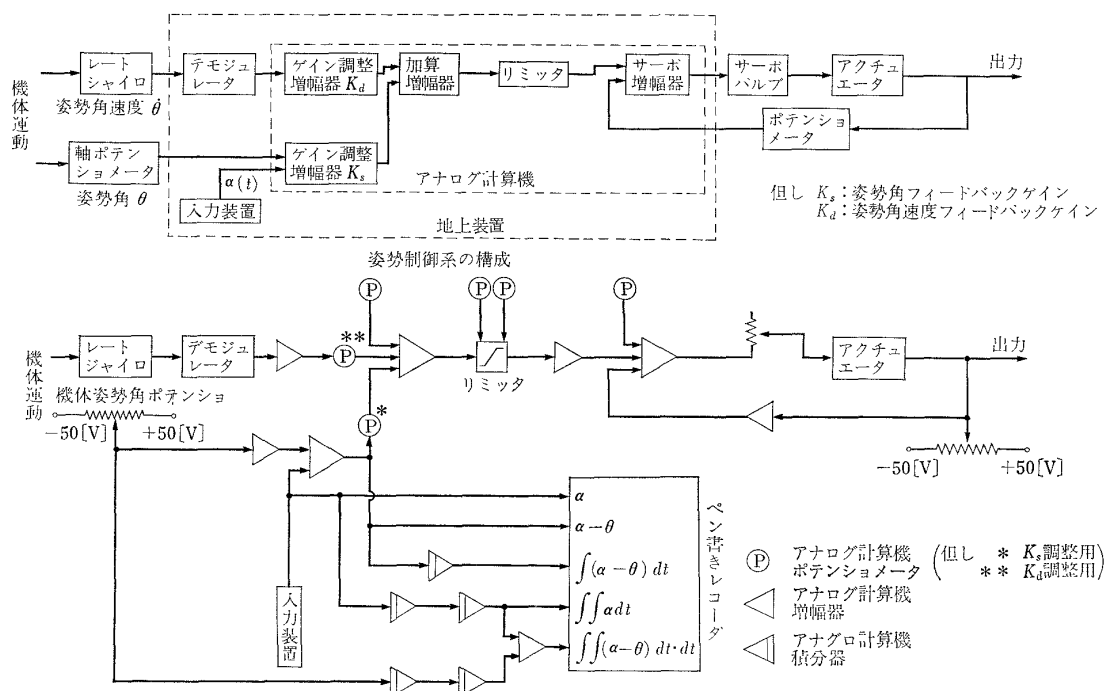 機体運動
レート
シャイロ
姿勢角速度 θ̇
テモジュ
レータ
ゲイン調整
増幅器 Kd
加算
増幅器
リミッタ
サーボ
増幅器
サーボ
バルブ
アクチュ
エータ
出力
ポテンショ
メータ
軸ポテン
ショメータ
姿勢角 θ
α(t)
入力装置
ゲイン調整
増幅器 Ks
アナログ計算機
地上装置
但し Ks:姿勢角フィードバックゲイン
Kd:姿勢角速度フィードバックゲイン
姿勢制御系の構成
機体運動
レート
ジャイロ
デモジュ
レータ
P
**
P
P P
リミッタ
P
アクチュ
エータ
出力
機体姿勢角ポテンショ
−50[V] +50[V]
P
*
−50[V] +50[V]
入力装置
α
α−θ
∫(α−θ) dt
∫∫αdt
∫∫(α−θ) dt·dt
ペン書きレコーダ
P アナログ計算機
ポテンショメータ
(但し * Ks調整用
** Kd調整用)
アナログ計算機
増幅器
アナグロ計算機
積分器